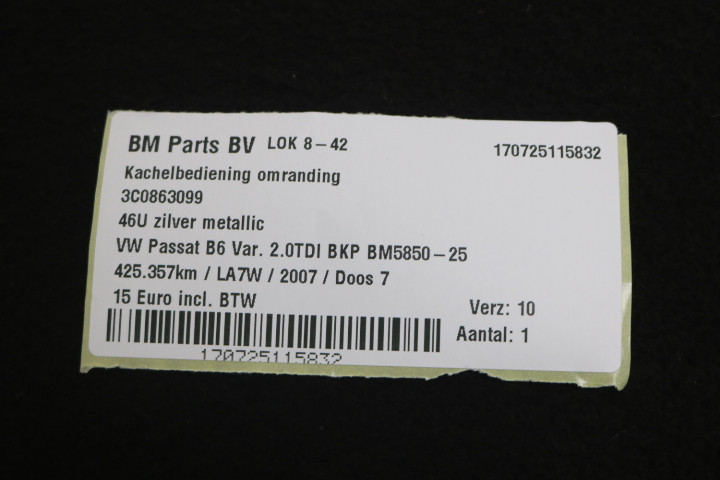 BM Parts BV LOK 8-42 170725115832
Kachelbediening omranding
3C0863099
46U zilver metallic
VW Passat B6 Var. 2.0TDI BKP BM5850-25
425.357km / LA7W / 2007 / Doos 7
15 Euro incl. BTW
Verz: 10
Aantal: 1
170725115832